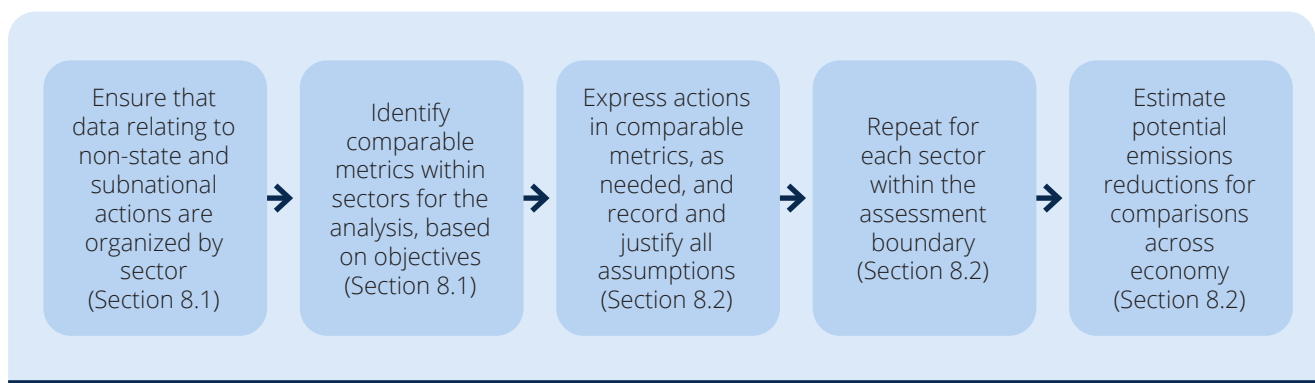 Ensure that
data relating to
non-state and
subnational
actions are
organized by
sector
(Section 8.1)
Identify
comparable
metrics within
sectors for the
analysis, based
on objectives
(Section 8.1)
Express actions
in comparable
metrics, as
needed, and
record and
justify all
assumptions
(Section 8.2)
Repeat for
each sector
within the
assessment
boundary
(Section 8.2)
Estimate
potential
emissions
reductions for
comparisons
across
economy
(Section 8.2)